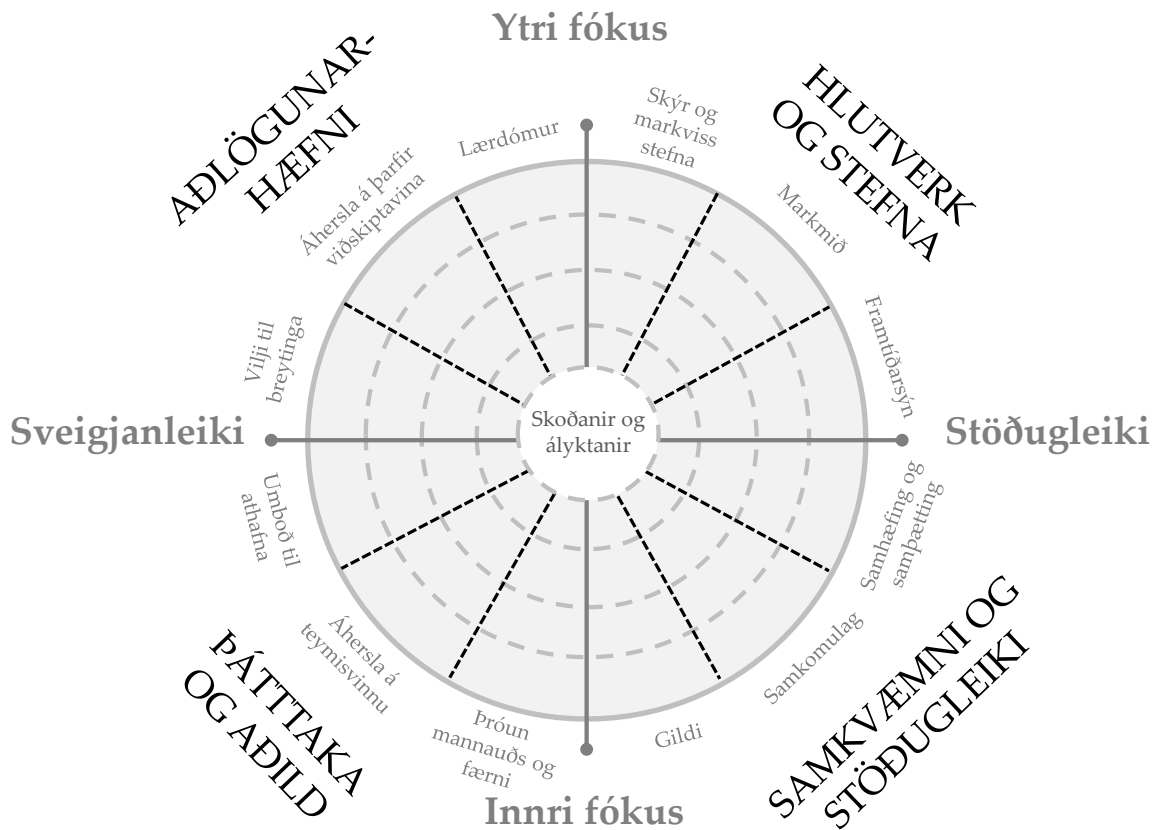 Ytri fókus
AÐLÖGUNAR-
HÆFNI
HLUTVERK
OG STEFNA
Lærdómur
Skýr og
markviss
stefna
Áhersla á þarfir
viðskiptavina
Markmið
Vilji til
breytinga
Framtíðarsýn
Sveigjanleiki
Skoðanir og
ályktanir
Stöðugleiki
Umboð til
athafna
Samhæfing og
samþætting
Áhersla á
teymisvinnu
Samkomulag
Þróun
mannauðs og
færni
Gildi
ÞÁTTTAKA
OG AÐILD
SAMKVÆMNI OG
STÖÐUGLEIKI
Innri fókus